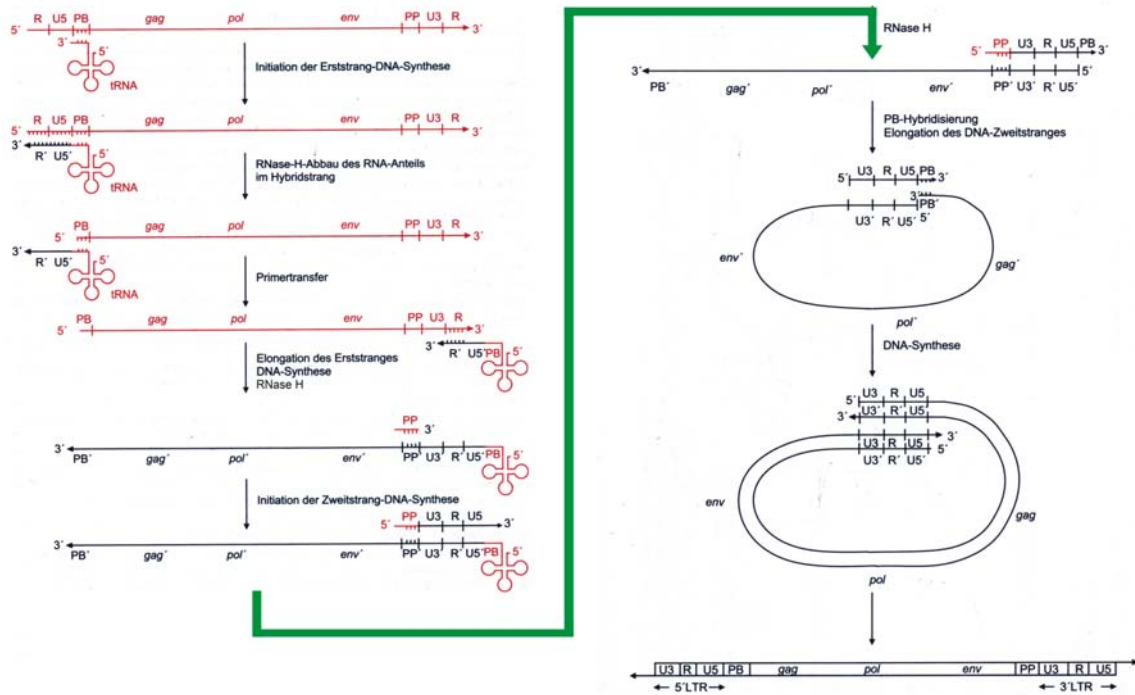 R U5 PB gag pol env PP U3 R
5´ 3´
3´ 5´
tRNA
Initiation der Erststrang-DNA-Synthese
R U5 PB gag pol env PP U3 R
5´ 3´
3´ R´ U5´ 5´
tRNA
RNase-H-Abbau des RNA-Anteils
im Hybridstrang
PB gag pol env PP U3 R
5´ 3´
3´ R´ U5´ 5´
tRNA
Primertransfer
PB gag pol env PP U3 R
5´ 3´
3´ R´ U5´ PB 5´
Elongation des Erststranges
DNA-Synthese
RNase H
PP
3´
3´ PB´ gag´ pol´ env´ PP´ U3´ R´ U5´ PB 5´
Initiation der Zweitstrang-DNA-Synthese
PP U3 R U5
5´ 3´
3´ PB´ gag´ pol´ env´ PP´ U3´ R´ U5´ PB 5´
RNase H
PP U3 R U5 PB
5´ 3´
3´ 5´
PB´ gag´ pol´ env´ PP´ U3´ R´ U5´
PB-Hybridisierung
Elongation des DNA-Zweitstranges
U3 R U5 PB
5´ 3´
3´ PB´
U3´ R´ U5´ 5´
env´ gag´
pol´
DNA-Synthese
U3 R U5
5´
3´ U3´ R´ U5´
3´
U3 R U5 5´
U3´ R´ U5´
env gag
pol
U3 R U5 PB gag pol env PP U3 R U5
5´LTR 3´LTR